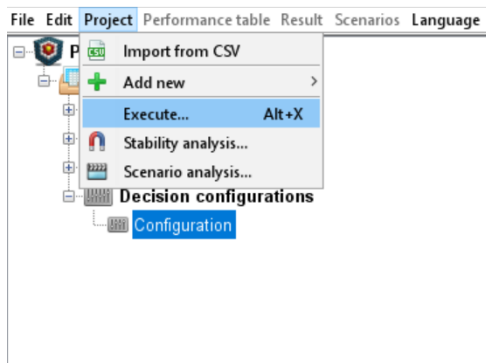 File Edit Project Performance table Result Scenarios Language
P
Import from CSV
Add new
Execute... Alt+X
Stability analysis...
Scenario analysis...
Decision configurations
Configuration